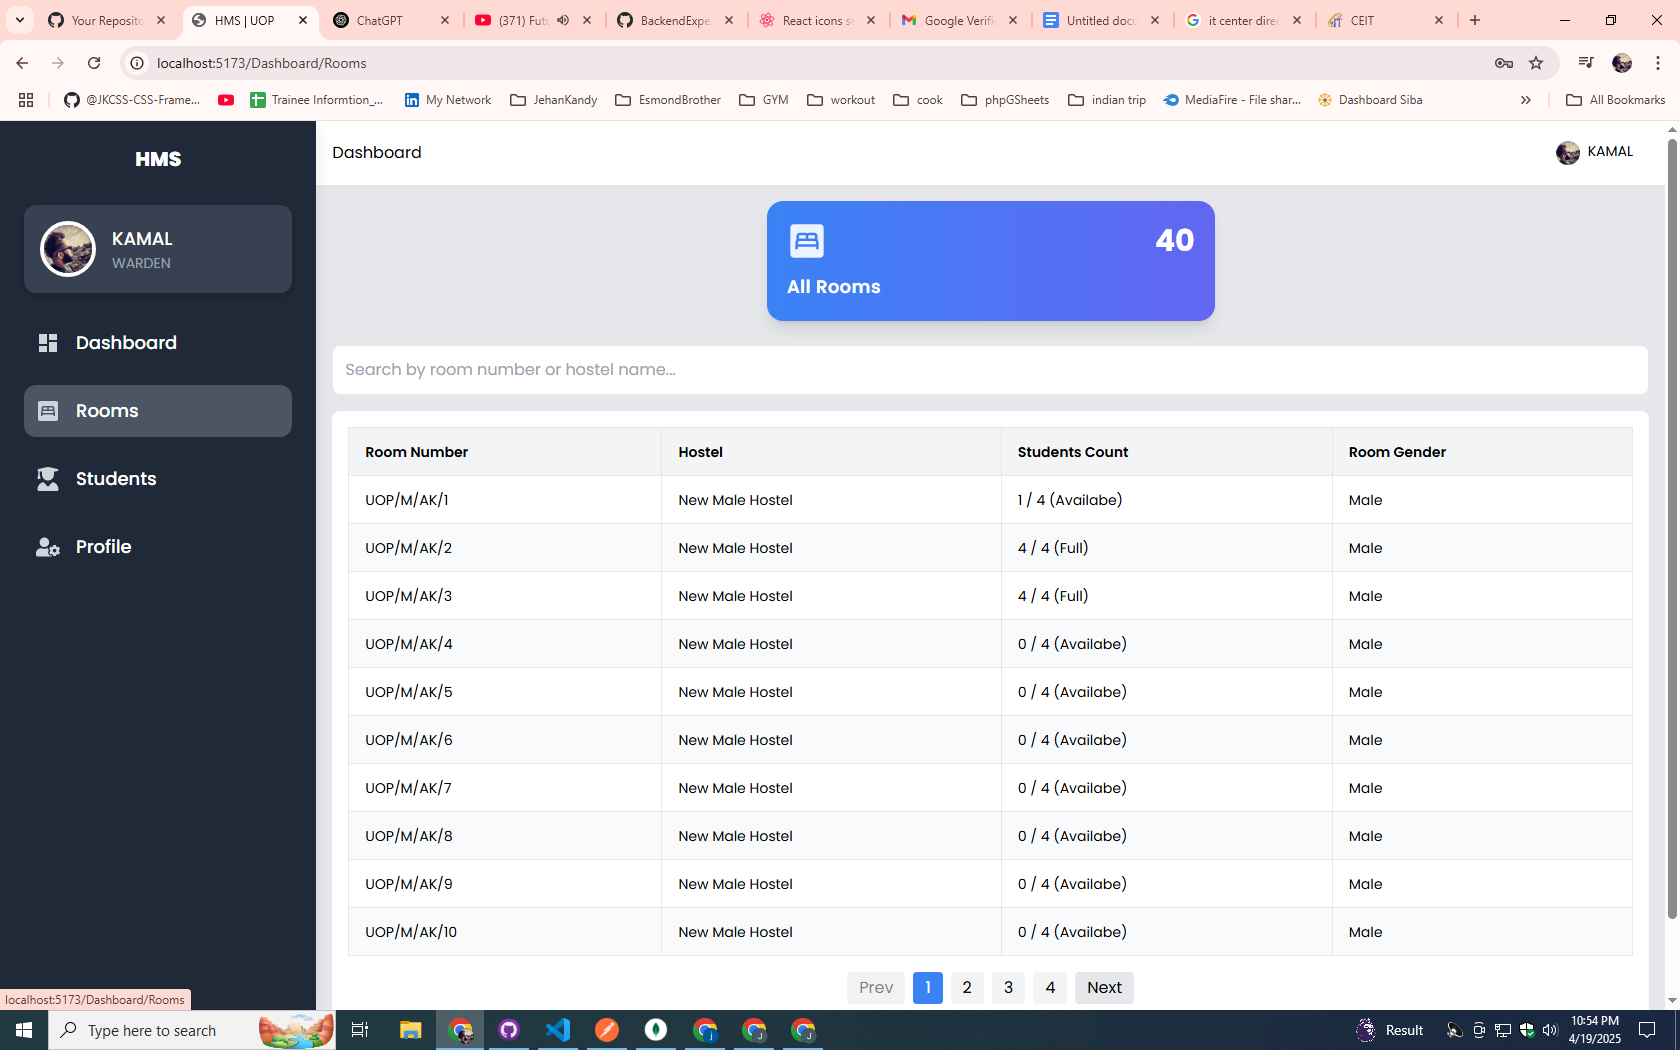 Your Reposito
HMS | UOP
ChatGPT
(371) Futu
BackendExpe
React icons se
Google Verific
Untitled docu
it center direc
CEIT
localhost:5173/Dashboard/Rooms
@JKCSS-CSS-Frame...
Trainee Informtion_...
My Network
JehanKandy
EsmondBrother
GYM
workout
cook
phpGSheets
indian trip
MediaFire - File shar...
Dashboard Siba
All Bookmarks
HMS
Dashboard
KAMAL
KAMAL
WARDEN
Dashboard
Rooms
Students
Profile
40
All Rooms
Search by room number or hostel name...
Room Number Hostel Students Count Room Gender
UOP/M/AK/1 New Male Hostel 1 / 4 (Availabe) Male
UOP/M/AK/2 New Male Hostel 4 / 4 (Full) Male
UOP/M/AK/3 New Male Hostel 4 / 4 (Full) Male
UOP/M/AK/4 New Male Hostel 0 / 4 (Availabe) Male
UOP/M/AK/5 New Male Hostel 0 / 4 (Availabe) Male
UOP/M/AK/6 New Male Hostel 0 / 4 (Availabe) Male
UOP/M/AK/7 New Male Hostel 0 / 4 (Availabe) Male
UOP/M/AK/8 New Male Hostel 0 / 4 (Availabe) Male
UOP/M/AK/9 New Male Hostel 0 / 4 (Availabe) Male
UOP/M/AK/10 New Male Hostel 0 / 4 (Availabe) Male
Prev 1 2 3 4 Next
localhost:5173/Dashboard/Rooms
Type here to search
Result
10:54 PM
4/19/2025